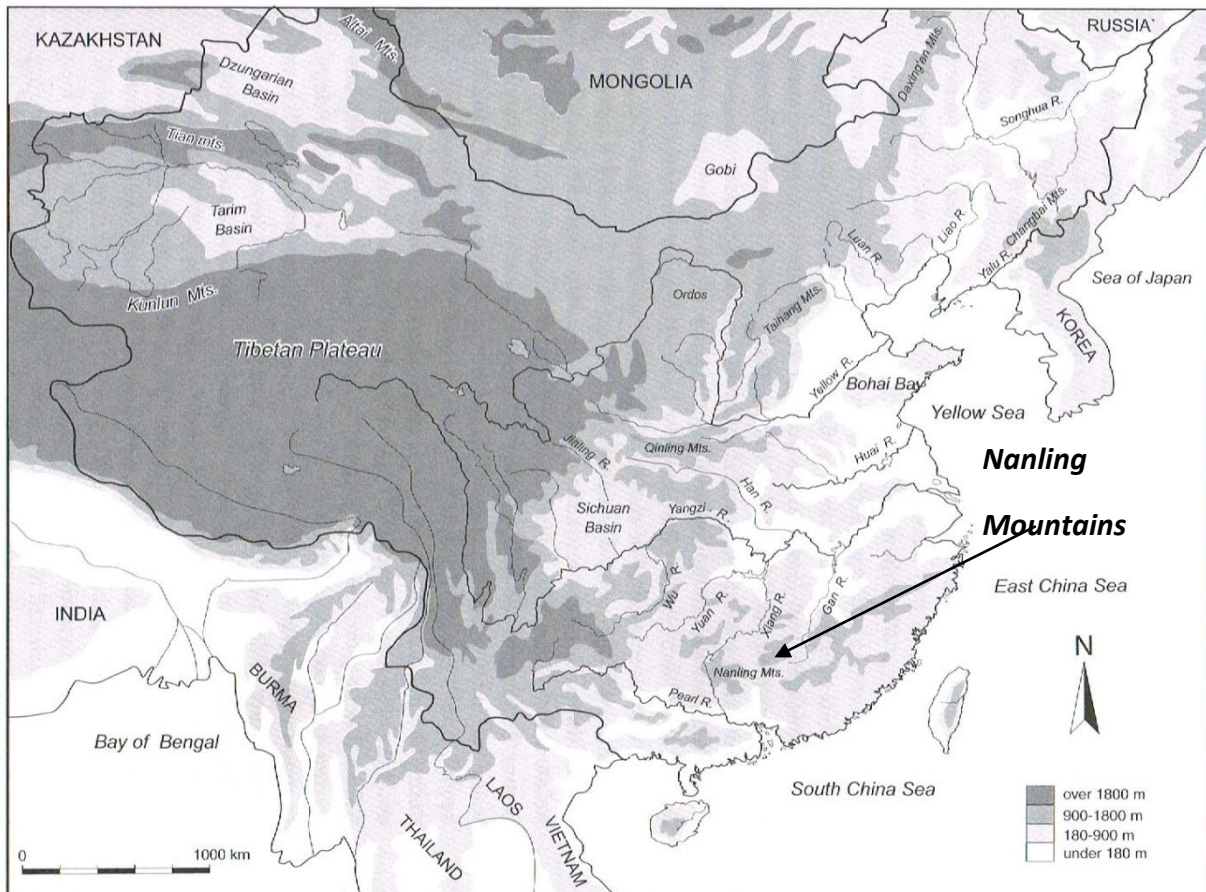 KAZAKHSTAN
Altai Mts.
RUSSIA'
Dzungarian
Basin
MONGOLIA
Daxing'an Mts.
Songhua R.
Tian mts.
Gobi
Tarim
Basin
Changbai Mts.
Liao R.
Luan R.
Yalu R.
Sea of Japan
Kunlun Mts.
Ordos
Taihang Mts.
KOREA
Tibetan Plateau
Yellow R.
Bohai Bay
Yellow Sea
Jialing R.
Qinling Mts.
Huai R.
Nanling
Han R.
Sichuan
Basin
Yangzi R.
Mountains
East China Sea
INDIA
Wu R.
Yuan R.
Xiang R.
Gan R.
N
Nanling Mts.
BURMA
Pearl R.
Bay of Bengal
South China Sea
LAOS
VIETNAM
THAILAND
over 1800 m
900-1800 m
180-900 m
under 180 m
0
1000 km